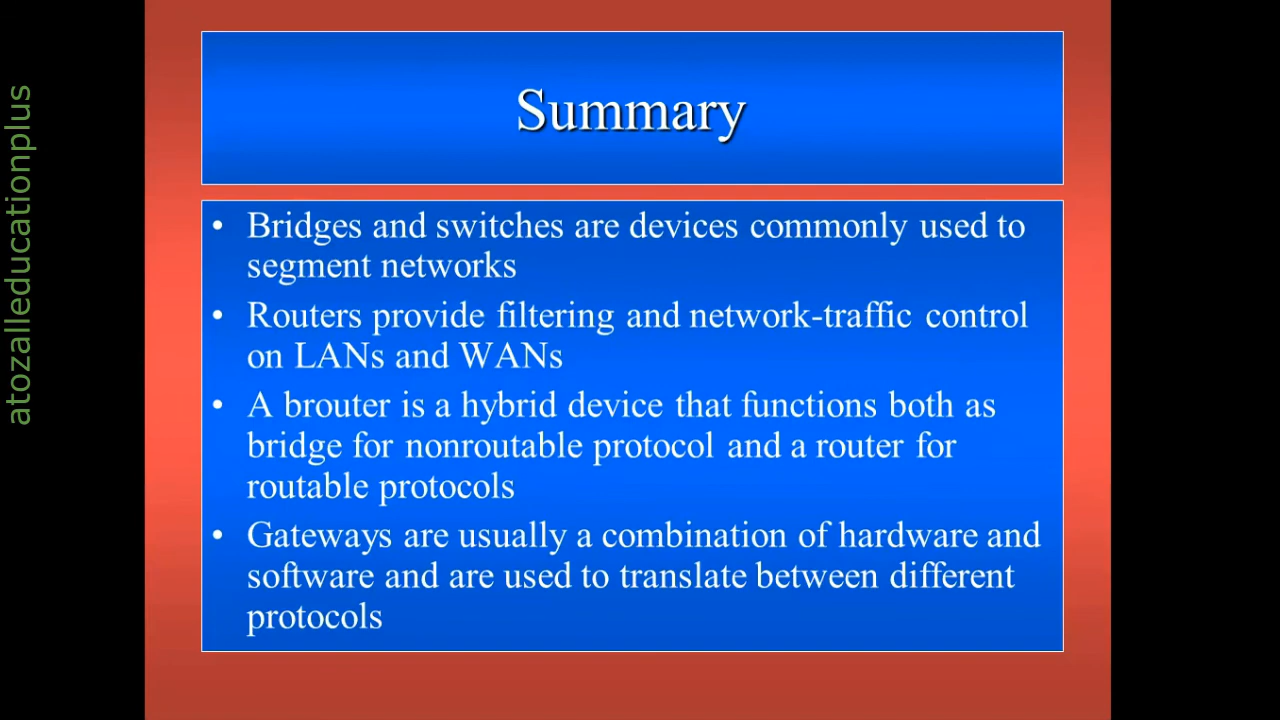 Summary
• Bridges and switches are devices commonly used to
segment networks
• Routers provide filtering and network-traffic control
on LANs and WANs
• A brouter is a hybrid device that functions both as
bridge for nonroutable protocol and a router for
routable protocols
• Gateways are usually a combination of hardware and
software and are used to translate between different
protocols
atozalleducationplus